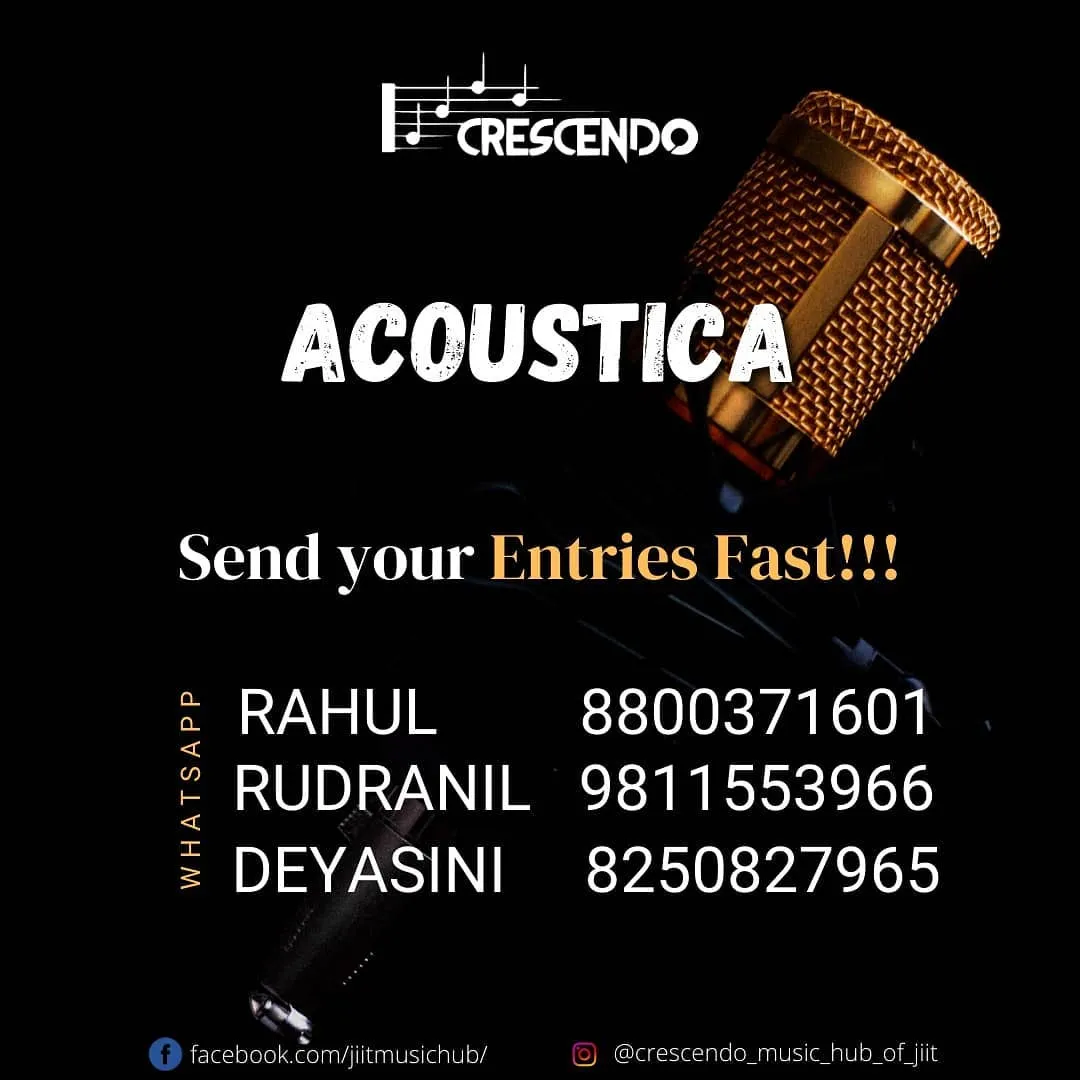 CRESCENDO
ACOUSTICA
Send your Entries Fast!!!
WHATSAPP
RAHUL 8800371601
RUDRANIL 9811553966
DEYASINI 8250827965
facebook.com/jiitmusichub/ @crescendo_music_hub_of_jiit